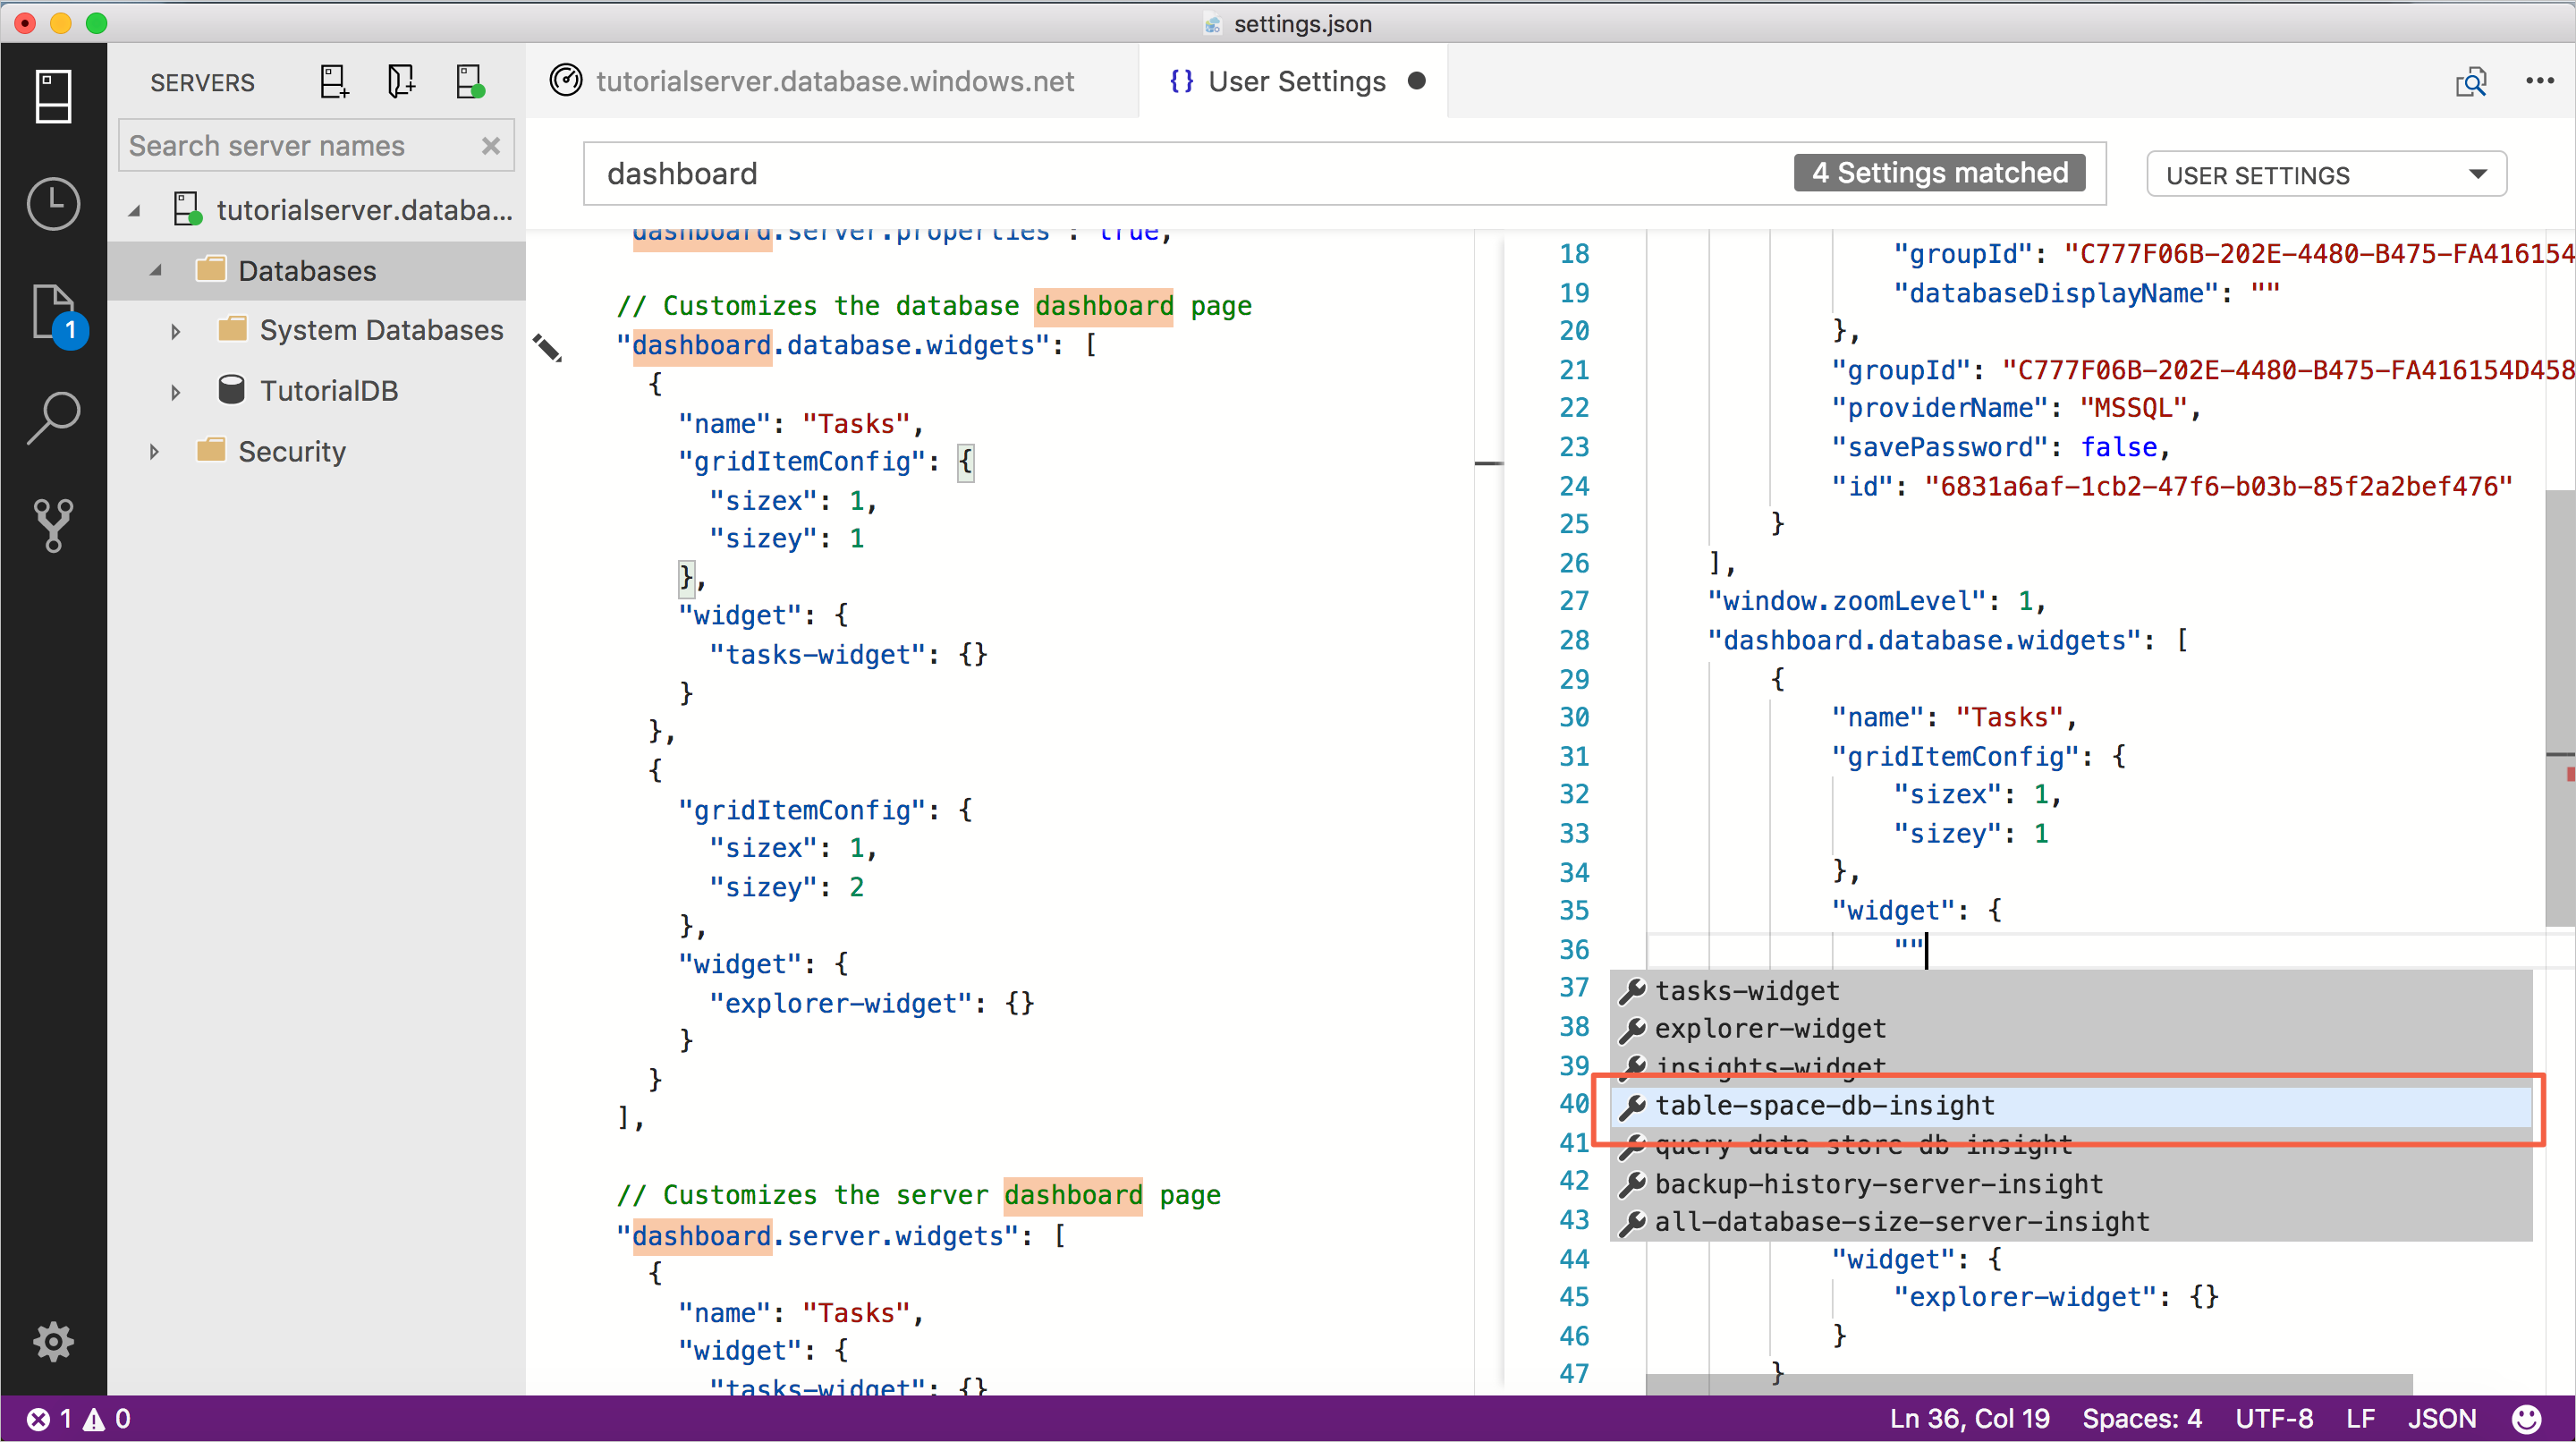 settings.json
SERVERS
Search server names
tutorialserver.databa...
Databases
System Databases
TutorialDB
Security
1
tutorialserver.database.windows.net
{} User Settings
dashboard
4 Settings matched
USER SETTINGS
dashboard.server.properties : true,
// Customizes the database dashboard page
"dashboard.database.widgets": [
{
"name": "Tasks",
"gridItemConfig": {
"sizex": 1,
"sizey": 1
},
"widget": {
"tasks-widget": {}
}
},
{
"gridItemConfig": {
"sizex": 1,
"sizey": 2
},
"widget": {
"explorer-widget": {}
}
}
],
// Customizes the server dashboard page
"dashboard.server.widgets": [
{
"name": "Tasks",
"widget": {
"tasks-widget": {}
18 "groupId": "C777F06B-202E-4480-B475-FA416154
19 "databaseDisplayName": ""
20 },
21 "groupId": "C777F06B-202E-4480-B475-FA416154D458
22 "providerName": "MSSQL",
23 "savePassword": false,
24 "id": "6831a6af-1cb2-47f6-b03b-85f2a2bef476"
25 }
26 ],
27 "window.zoomLevel": 1,
28 "dashboard.database.widgets": [
29 {
30 "name": "Tasks",
31 "gridItemConfig": {
32 "sizex": 1,
33 "sizey": 1
34 },
35 "widget": {
36 ""
37 tasks-widget
38 explorer-widget
39 insights-widget
40 table-space-db-insight
41 query-data-store-db-insight
42 backup-history-server-insight
43 all-database-size-server-insight
44 "widget": {
45 "explorer-widget": {}
46 }
47 }
1 0
Ln 36, Col 19 Spaces: 4 UTF-8 LF JSON